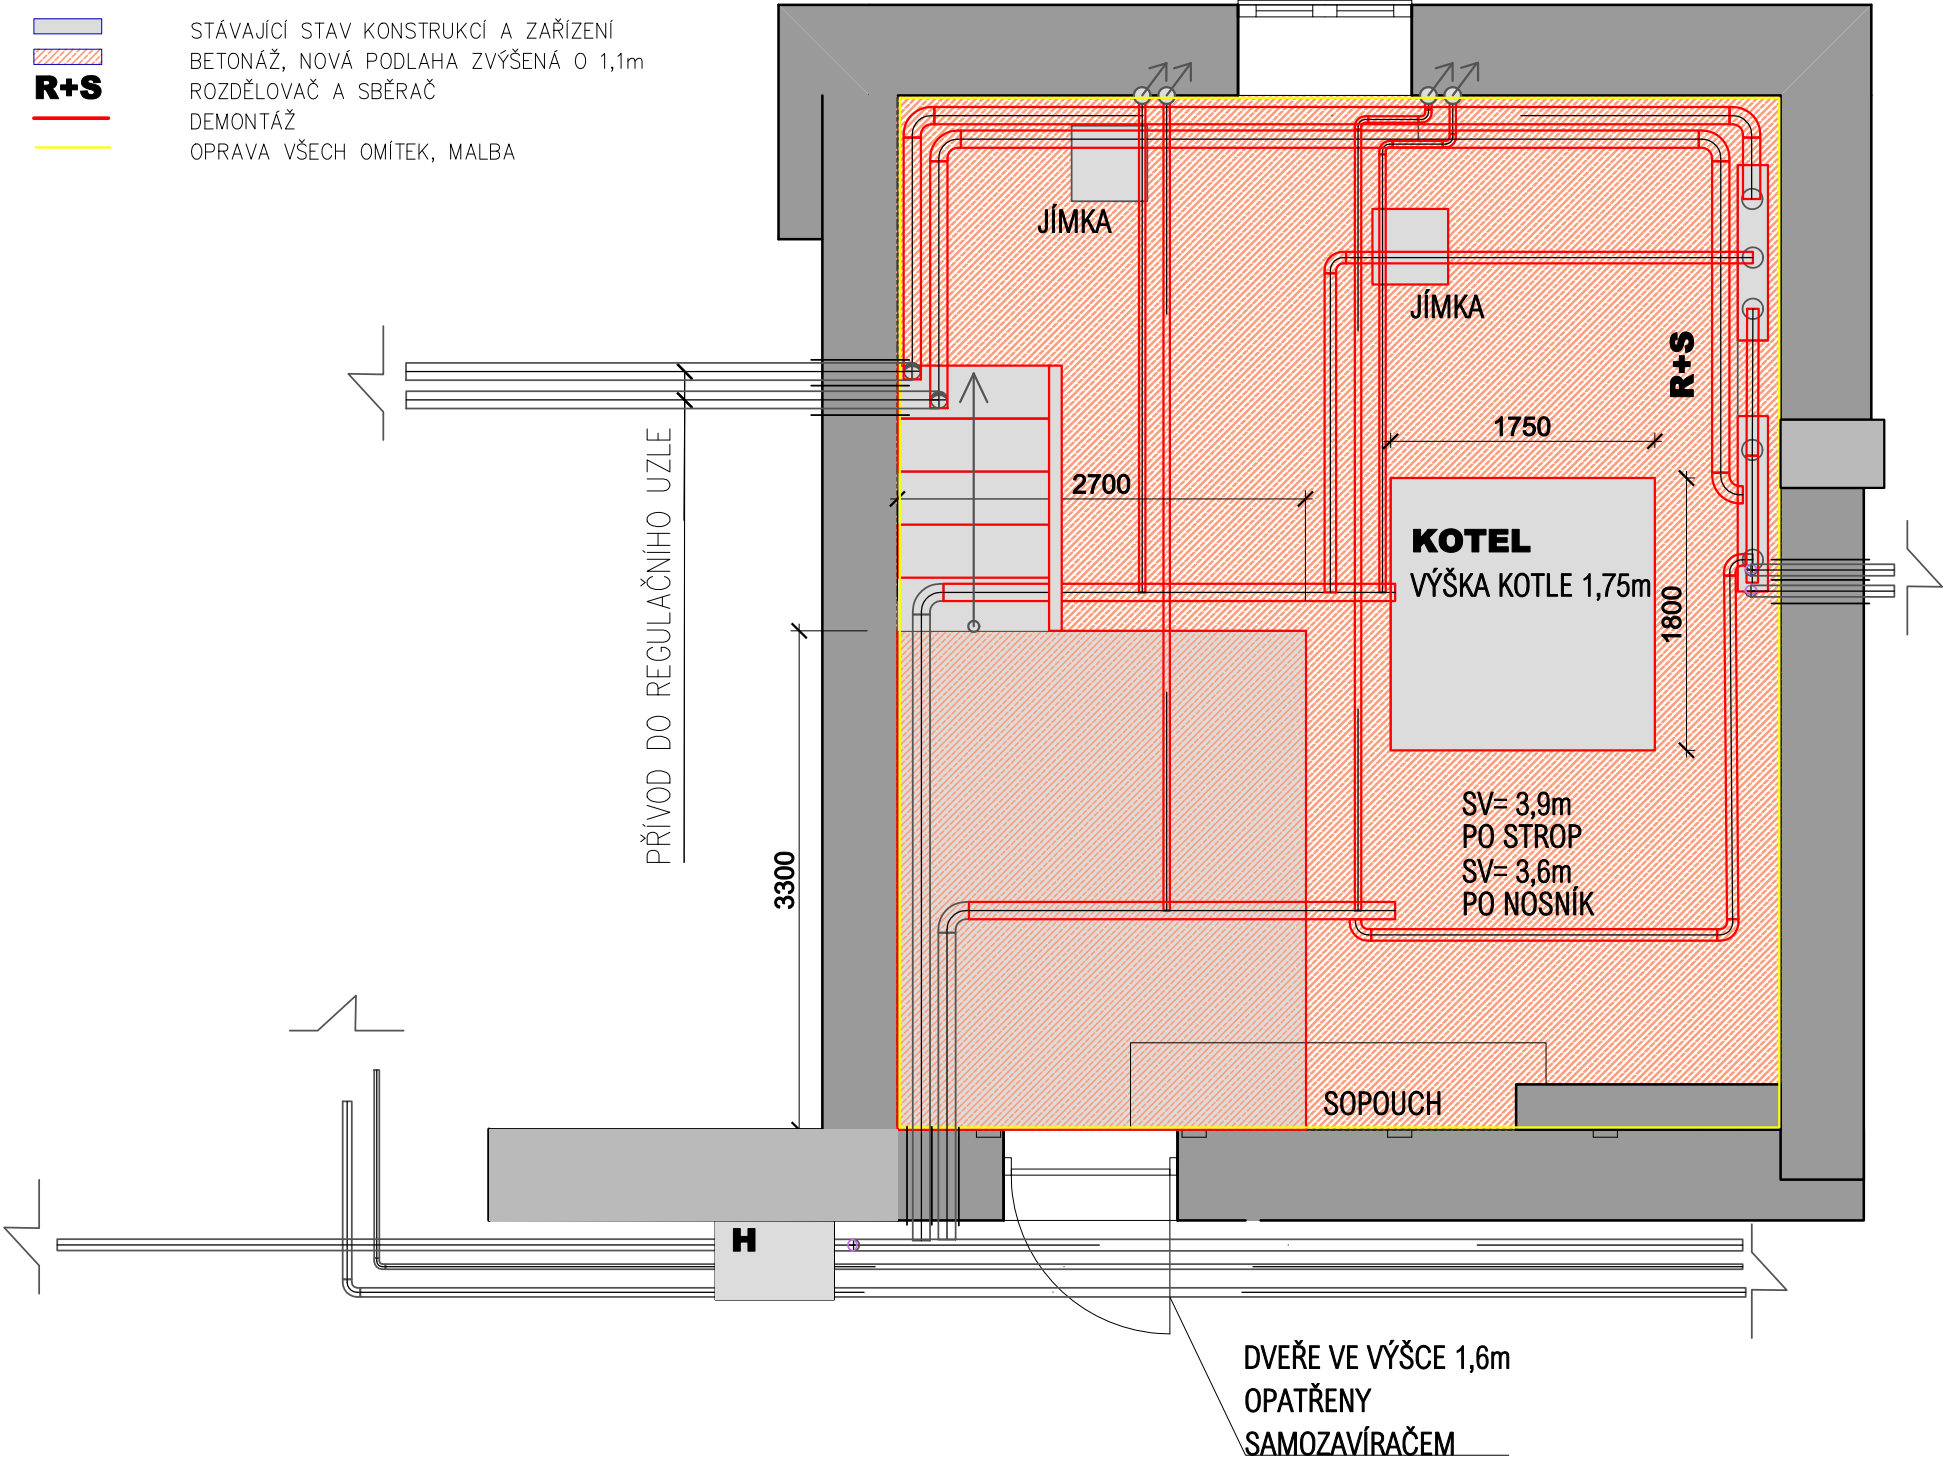 STÁVAJÍCÍ STAV KONSTRUKCÍ A ZAŘÍZENÍ
BETONÁŽ, NOVÁ PODLAHA ZVÝŠENÁ O 1,1m
R+S ROZDĚLOVAČ A SBĚRAČ
DEMONTÁŽ
OPRAVA VŠECH OMÍTEK, MALBA
JÍMKA
JÍMKA
R+S
1750
2700
KOTEL
VÝŠKA KOTLE 1,75m
1800
PŘÍVOD DO REGULAČNÍHO UZLE
3300
SV= 3,9m
PO STROP
SV= 3,6m
PO NOSNÍK
SOPOUCH
H
DVEŘE VE VÝŠCE 1,6m
OPATŘENY
SAMOZAVÍRAČEM